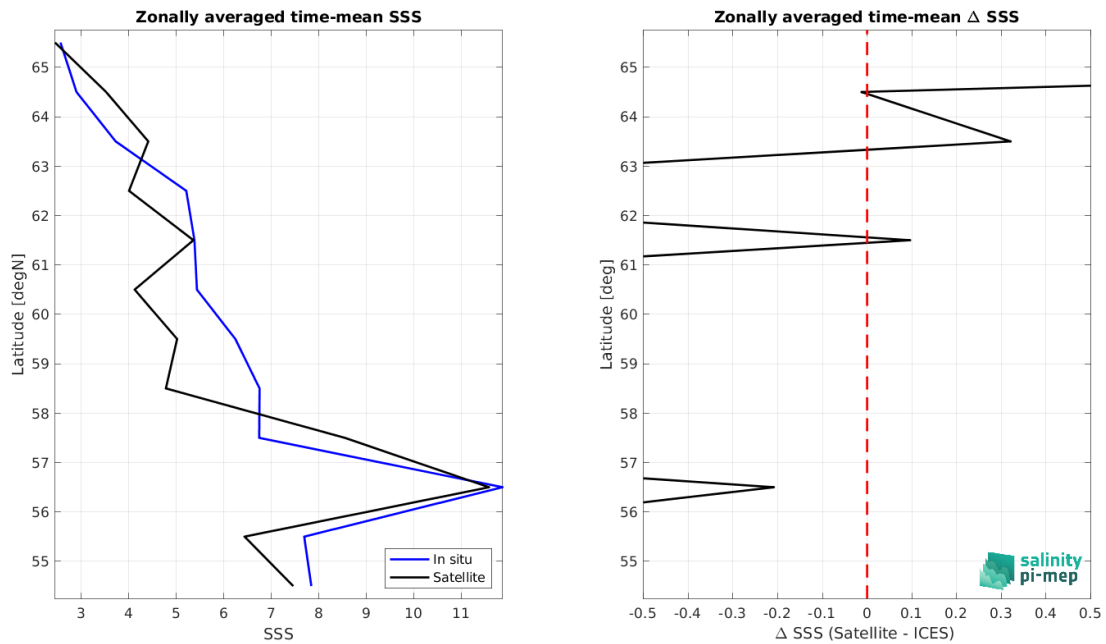 Zonally averaged time-mean SSS
65
64
63
62
61
60
59
58
57
56
55
Latitude [degN]
3 4 5 6 7 8 9 10 11
SSS
In situ
Satellite
Zonally averaged time-mean Δ SSS
65
64
63
62
61
60
59
58
57
56
55
Latitude [deg]
-0.5 -0.4 -0.3 -0.2 -0.1 0 0.1 0.2 0.3 0.4 0.5
Δ SSS (Satellite - ICES)
salinity
pi-mep